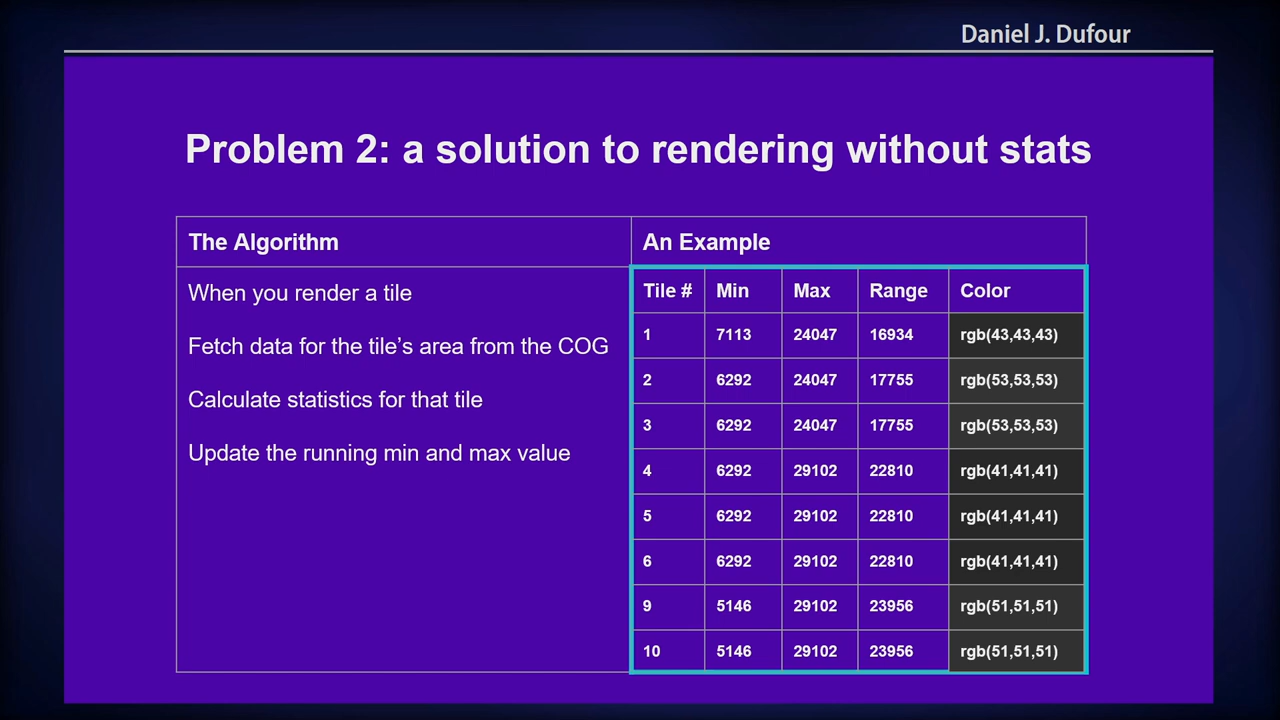 Daniel J. Dufour
Problem 2: a solution to rendering without stats
The Algorithm
When you render a tile
Fetch data for the tile’s area from the COG
Calculate statistics for that tile
Update the running min and max value
An Example
Tile # Min Max Range Color
1 7113 24047 16934 rgb(43,43,43)
2 6292 24047 17755 rgb(53,53,53)
3 6292 24047 17755 rgb(53,53,53)
4 6292 29102 22810 rgb(41,41,41)
5 6292 29102 22810 rgb(41,41,41)
6 6292 29102 22810 rgb(41,41,41)
9 5146 29102 23956 rgb(51,51,51)
10 5146 29102 23956 rgb(51,51,51)